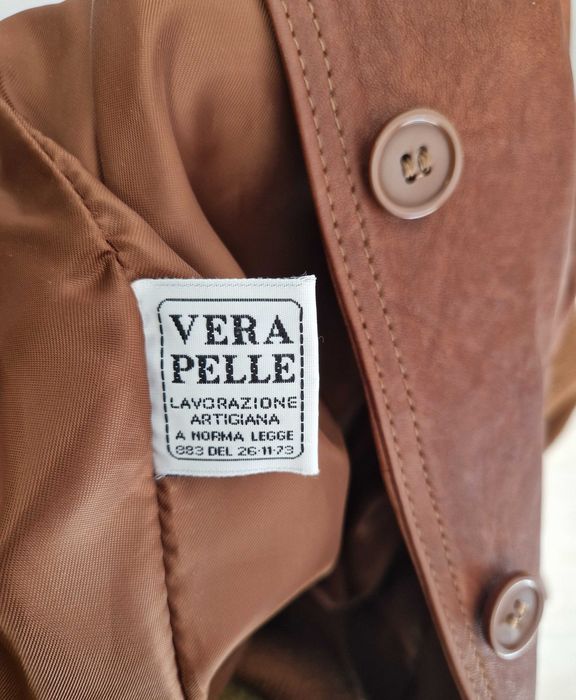 VERA
PELLE
LAVORAZIONE
ARTIGIANA
A NORMA LEGGE
883 DEL 26·11·73